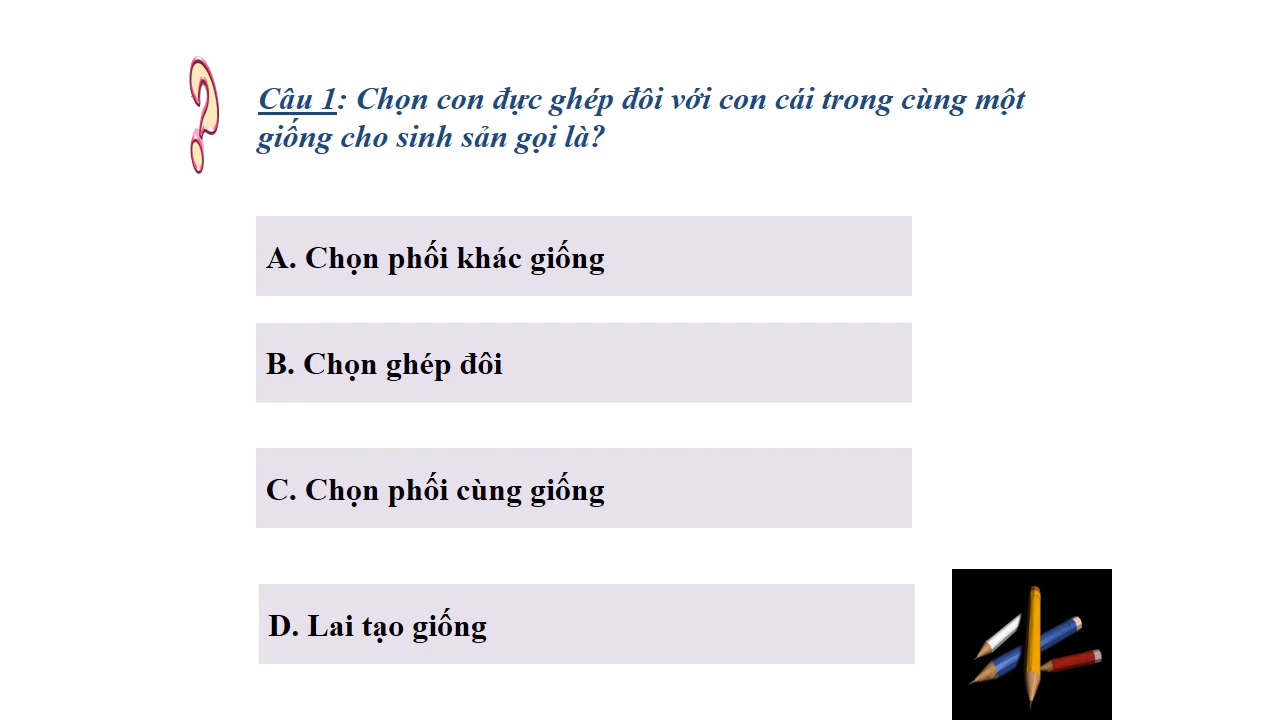 Câu 1: Chọn con đực ghép đôi với con cái trong cùng một
giống cho sinh sản gọi là?
A. Chọn phối khác giống
B. Chọn ghép đôi
C. Chọn phối cùng giống
D. Lai tạo giống